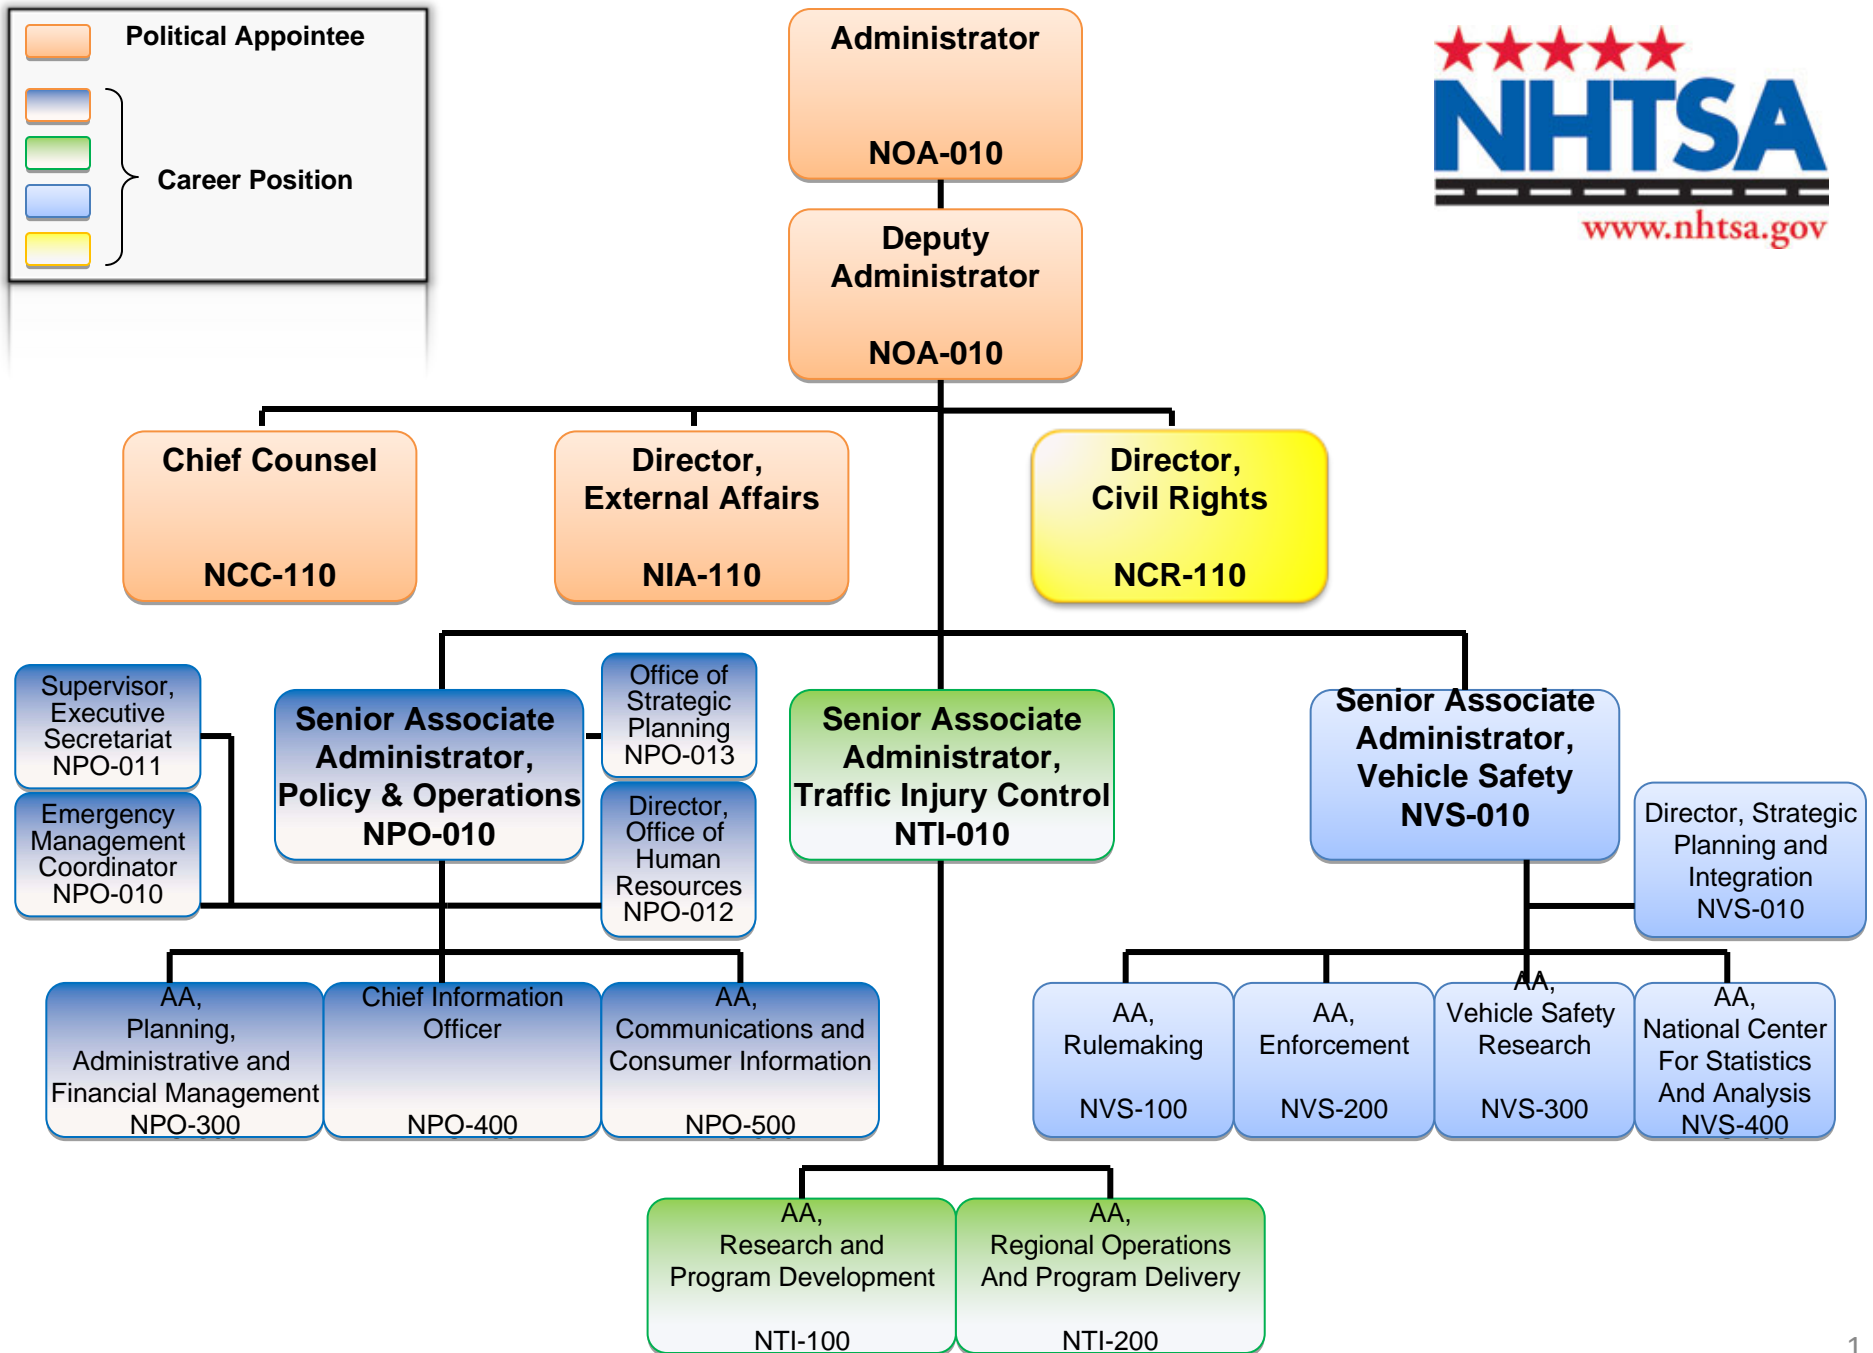 Political Appointee
Career Position
Administrator
NOA-010
NHTSA
www.nhtsa.gov
Deputy
Administrator
NOA-010
Chief Counsel
NCC-110
Director,
External Affairs
NIA-110
Director,
Civil Rights
NCR-110
Supervisor,
Executive
Secretariat
NPO-011
Emergency
Management
Coordinator
NPO-010
Senior Associate
Administrator,
Policy & Operations
NPO-010
Office of
Strategic
Planning
NPO-013
Director,
Office of
Human
Resources
NPO-012
Senior Associate
Administrator,
Traffic Injury Control
NTI-010
Senior Associate
Administrator,
Vehicle Safety
NVS-010
Director, Strategic
Planning and
Integration
NVS-010
AA,
Planning,
Administrative and
Financial Management
NPO-300
Chief Information
Officer
NPO-400
AA,
Communications and
Consumer Information
NPO-500
AA,
Rulemaking
NVS-100
AA,
Enforcement
NVS-200
AA,
Vehicle Safety
Research
NVS-300
AA,
National Center
For Statistics
And Analysis
NVS-400
AA,
Research and
Program Development
NTI-100
AA,
Regional Operations
And Program Delivery
NTI-200
1